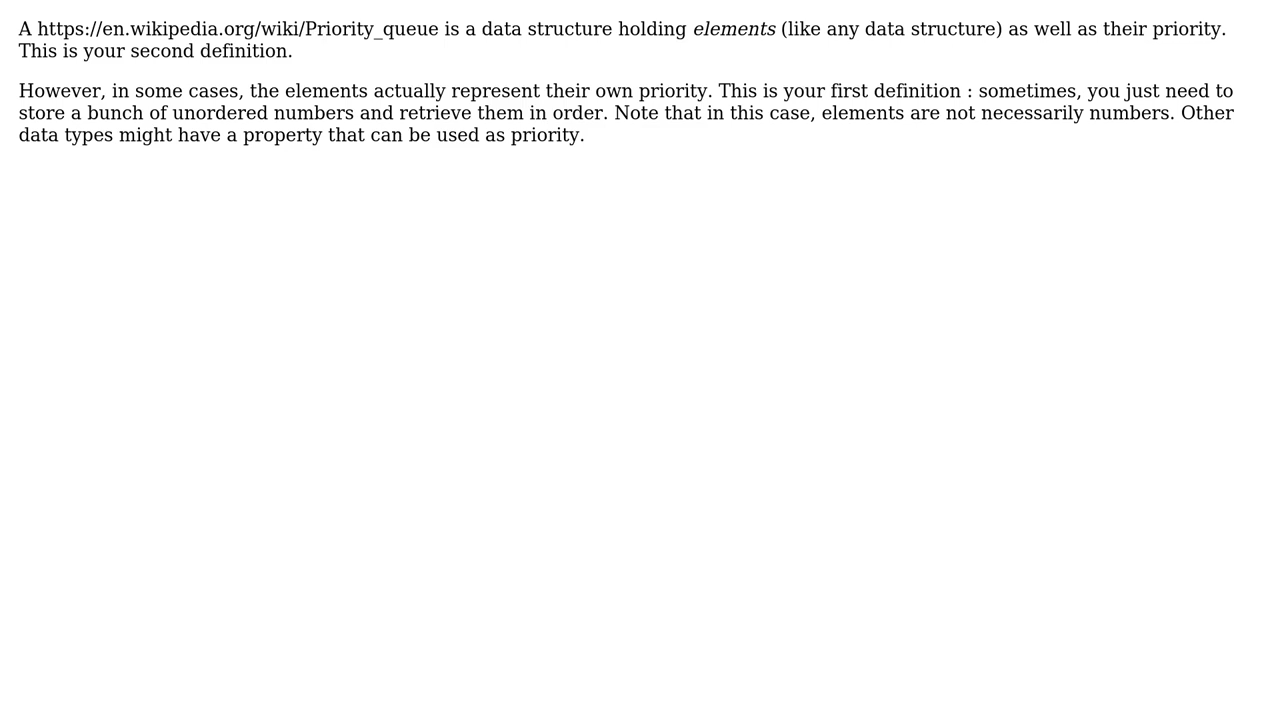 A https://en.wikipedia.org/wiki/Priority_queue is a data structure holding elements (like any data structure) as well as their priority.
This is your second definition.
However, in some cases, the elements actually represent their own priority. This is your first definition : sometimes, you just need to
store a bunch of unordered numbers and retrieve them in order. Note that in this case, elements are not necessarily numbers. Other
data types might have a property that can be used as priority.